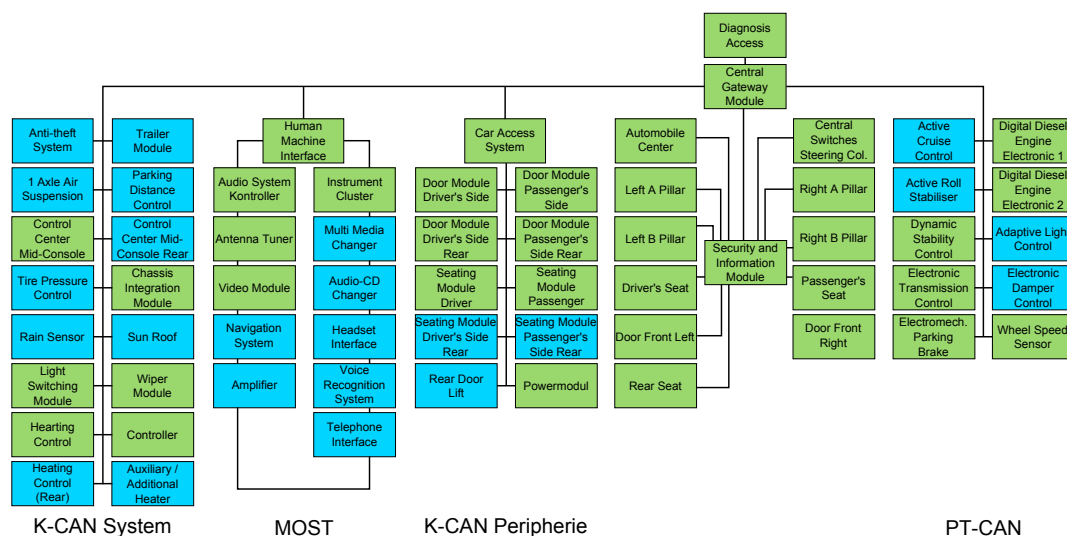 Diagnosis
Access
Central
Gateway
Module
Anti-theft
System
Trailer
Module
1 Axle Air
Suspension
Parking
Distance
Control
Control
Center
Mid-Console
Control
Center Mid-
Console Rear
Tire Pressure
Control
Chassis
Integration
Module
Rain Sensor
Sun Roof
Light
Switching
Module
Wiper
Module
Hearting
Control
Controller
Heating
Control
(Rear)
Auxiliary /
Additional
Heater
K-CAN System
Human
Machine
Interface
Audio System
Kontroller
Instrument
Cluster
Antenna Tuner
Multi Media
Changer
Video Module
Audio-CD
Changer
Navigation
System
Headset
Interface
Amplifier
Voice
Recognition
System
Telephone
Interface
MOST
Car Access
System
Door Module
Driver's Side
Door Module
Passenger's
Side
Door Module
Driver's Side
Rear
Door Module
Passenger's
Side Rear
Seating
Module
Driver
Seating
Module
Passenger
Seating Module
Driver's Side
Rear
Seating Module
Passenger's
Side Rear
Rear Door
Lift
Powermodul
K-CAN Peripherie
Automobile
Center
Central
Switches
Steering Col.
Left A Pillar
Right A Pillar
Left B Pillar
Security and
Information
Module
Right B Pillar
Driver's Seat
Passenger's
Seat
Door Front Left
Door Front
Right
Rear Seat
Active
Cruise
Control
Digital Diesel
Engine
Electronic 1
Active Roll
Stabiliser
Digital Diesel
Engine
Electronic 2
Dynamic
Stability
Control
Adaptive Light
Control
Electronic
Transmission
Control
Electronic
Damper
Control
Electromech.
Parking
Brake
Wheel Speed
Sensor
PT-CAN